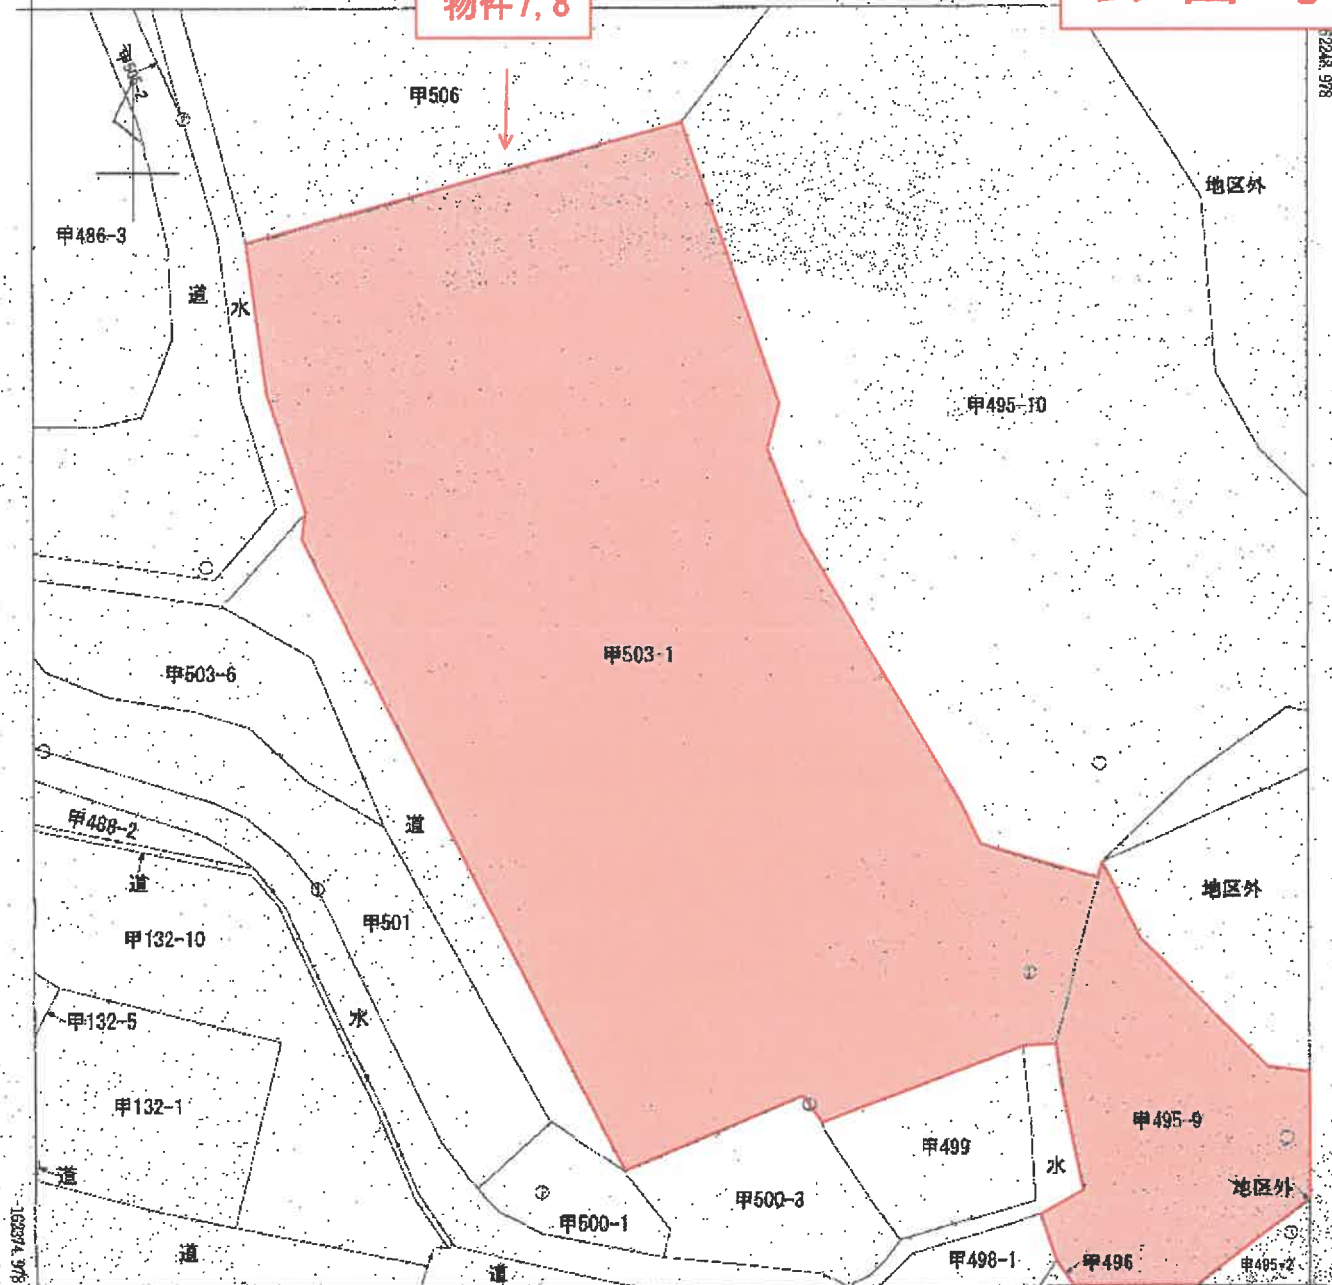 物件7, 8
甲506
地区外
甲486-3
道
水
甲495-10
甲503-1
甲503-6
道
甲488-2
道
地区外
甲501
甲132-10
水
甲132-5
甲132-1
甲495-9
甲499
水
道
地区外
甲500-3
甲500-1
道
甲498-1
甲496
甲495-2
道